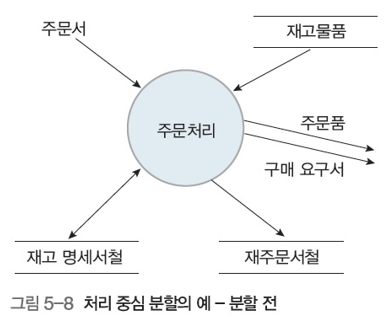 주문서
재고물품
주문처리
주문품
구매 요구서
재고 명세서철
재주문서철
그림 5-8 처리 중심 분할의 예 – 분할 전